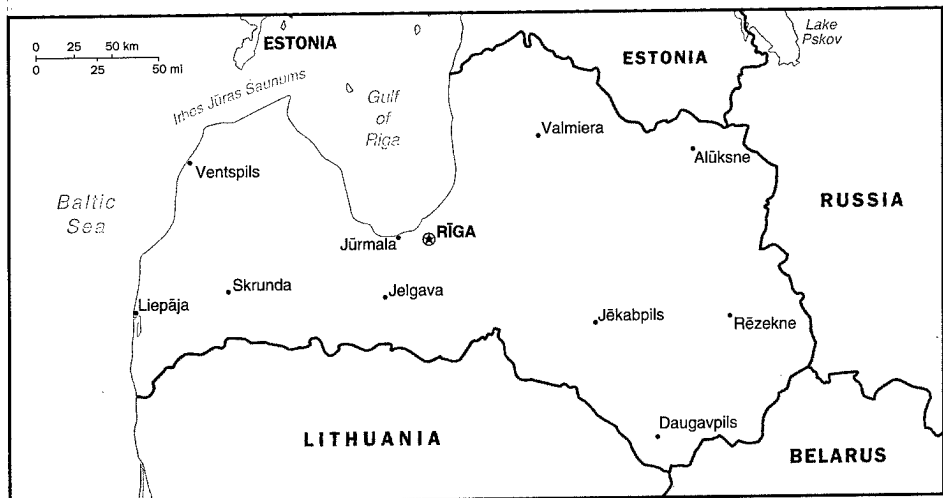 0 25 50 km
0 25 50 mi
ESTONIA
Lake
Pskov
ESTONIA
Irbes Jūras Šaurums
Gulf
of
Riga
Valmiera
Alūksne
Ventspils
Baltic
Sea
RUSSIA
Jūrmala
RĪGA
Skrunda
Jelgava
Liepāja
Jēkabpils
Rēzekne
Daugavpils
LITHUANIA
BELARUS